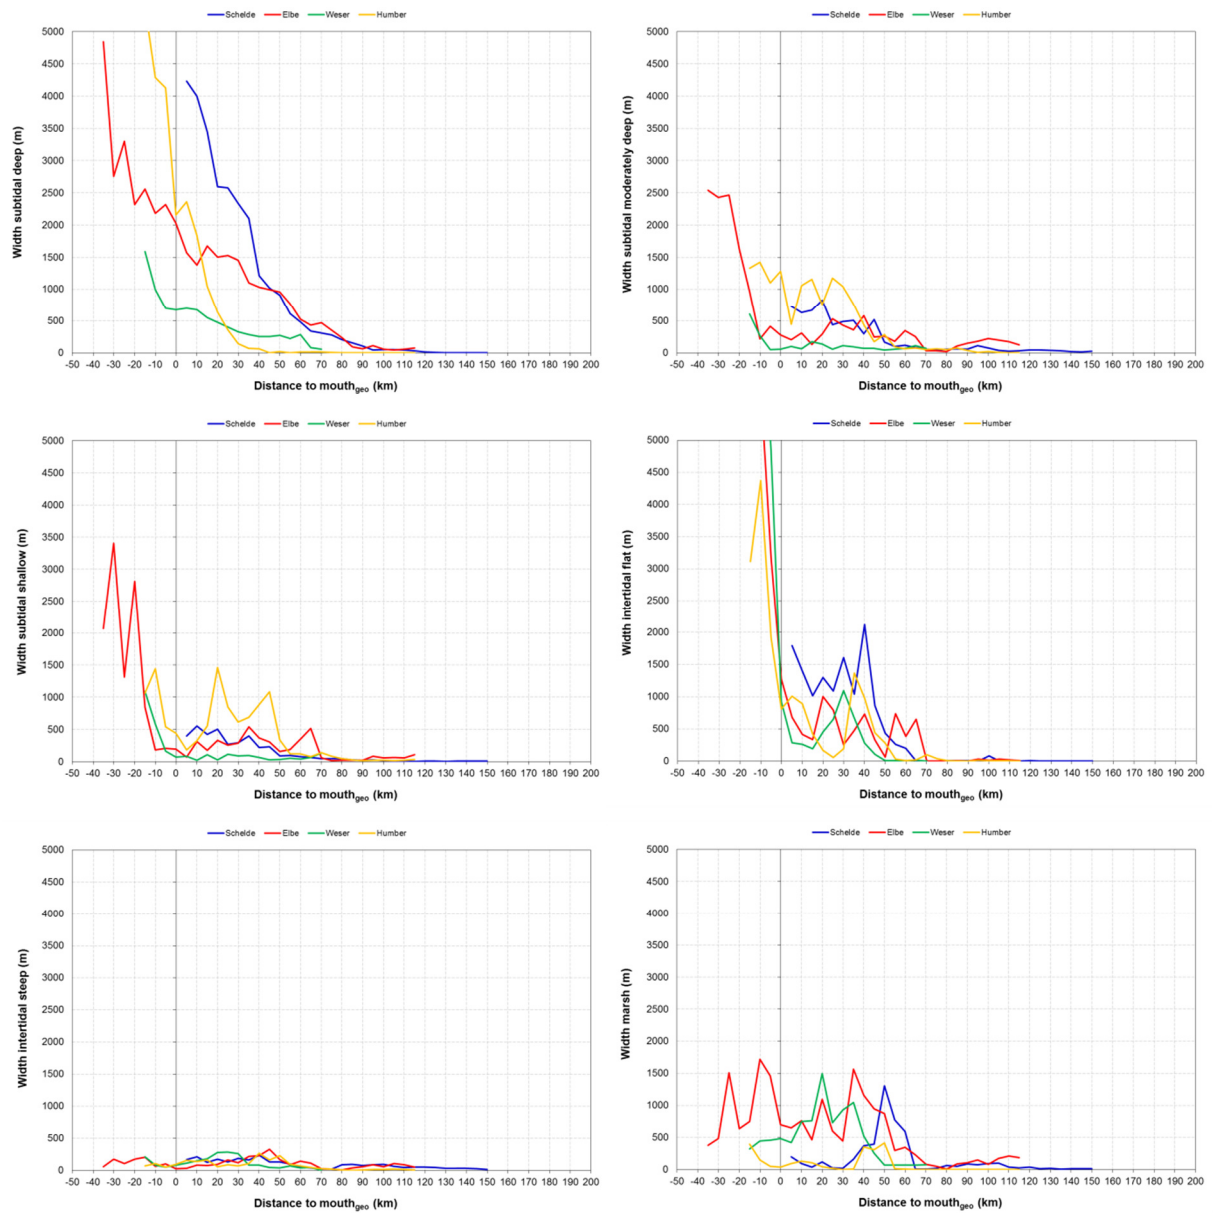 Schelde Elbe Weser Humber
5000
4500
4000
3500
3000
2500
2000
1500
1000
500
0
Width subtidal deep (m)
-50 -40 -30 -20 -10 0 10 20 30 40 50 60 70 80 90 100 110 120 130 140 150 160 170 180 190 200
Distance to mouthgeo (km)
Schelde Elbe Weser Humber
5000
4500
4000
3500
3000
2500
2000
1500
1000
500
0
Width subtidal moderately deep (m)
-50 -40 -30 -20 -10 0 10 20 30 40 50 60 70 80 90 100 110 120 130 140 150 160 170 180 190 200
Distance to mouthgeo (km)
Schelde Elbe Weser Humber
5000
4500
4000
3500
3000
2500
2000
1500
1000
500
0
Width subtidal shallow (m)
-50 -40 -30 -20 -10 0 10 20 30 40 50 60 70 80 90 100 110 120 130 140 150 160 170 180 190 200
Distance to mouthgeo (km)
Schelde Elbe Weser Humber
5000
4500
4000
3500
3000
2500
2000
1500
1000
500
0
Width intertidal flat (m)
-50 -40 -30 -20 -10 0 10 20 30 40 50 60 70 80 90 100 110 120 130 140 150 160 170 180 190 200
Distance to mouthgeo (km)
Schelde Elbe Weser Humber
5000
4500
4000
3500
3000
2500
2000
1500
1000
500
0
Width intertidal steep (m)
-50 -40 -30 -20 -10 0 10 20 30 40 50 60 70 80 90 100 110 120 130 140 150 160 170 180 190 200
Distance to mouthgeo (km)
Schelde Elbe Weser Humber
5000
4500
4000
3500
3000
2500
2000
1500
1000
500
0
Width marsh (m)
-50 -40 -30 -20 -10 0 10 20 30 40 50 60 70 80 90 100 110 120 130 140 150 160 170 180 190 200
Distance to mouthgeo (km)